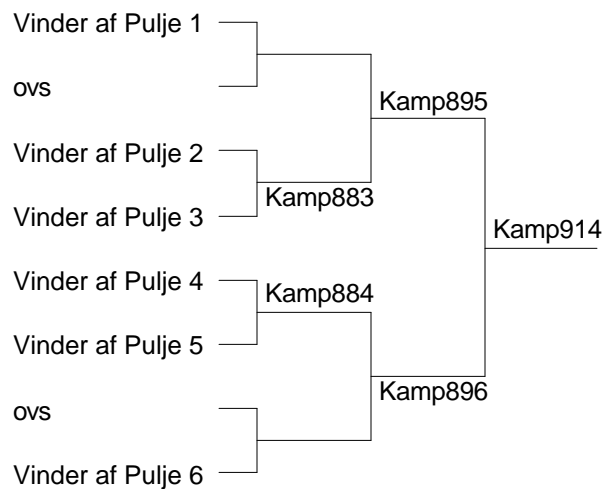 Vinder af Pulje 1
ovs
Kamp895
Vinder af Pulje 2
Kamp883
Vinder af Pulje 3
Kamp914
Vinder af Pulje 4
Kamp884
Vinder af Pulje 5
Kamp896
ovs
Vinder af Pulje 6